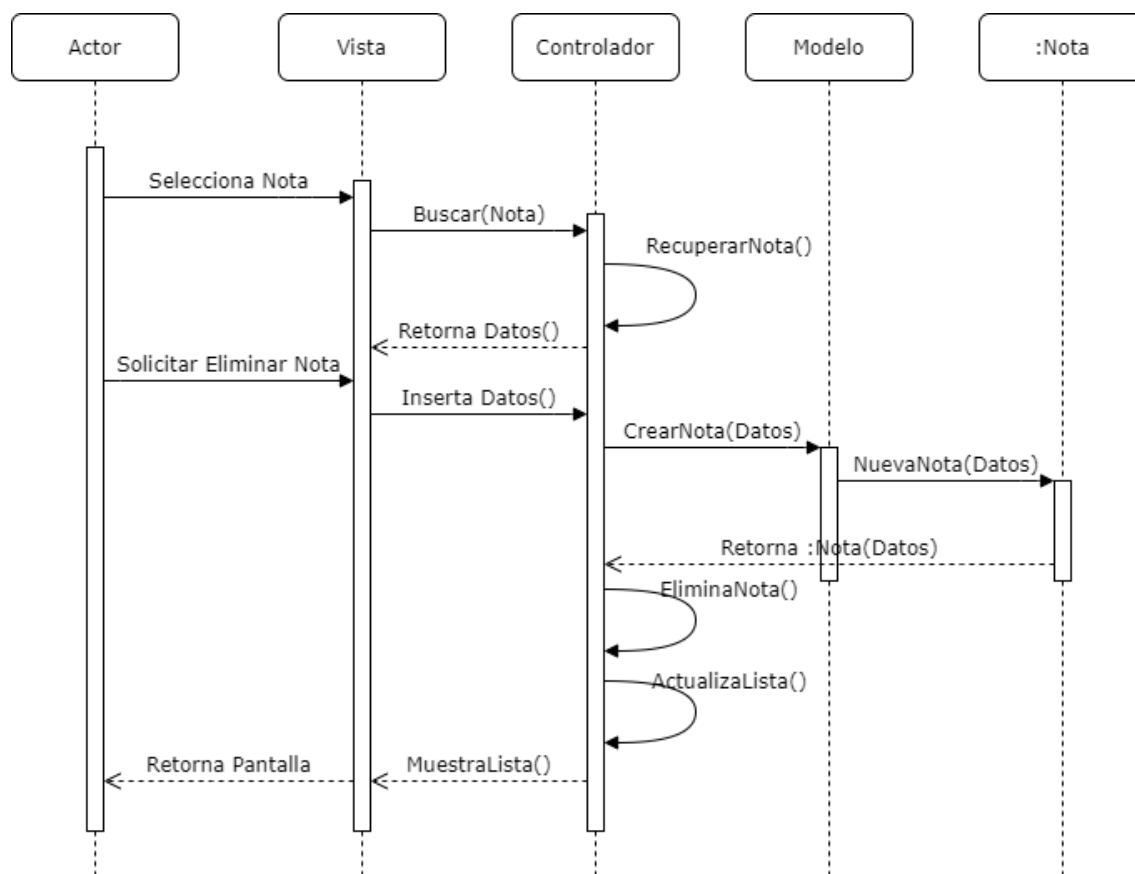 Actor
Vista
Controlador
Modelo
:Nota
Selecciona Nota
Buscar(Nota)
RecuperarNota()
Retorna Datos()
Solicitar Eliminar Nota
Inserta Datos()
CrearNota(Datos)
NuevaNota(Datos)
Retorna :Nota(Datos)
EliminaNota()
ActualizaLista()
Retorna Pantalla
MuestraLista()